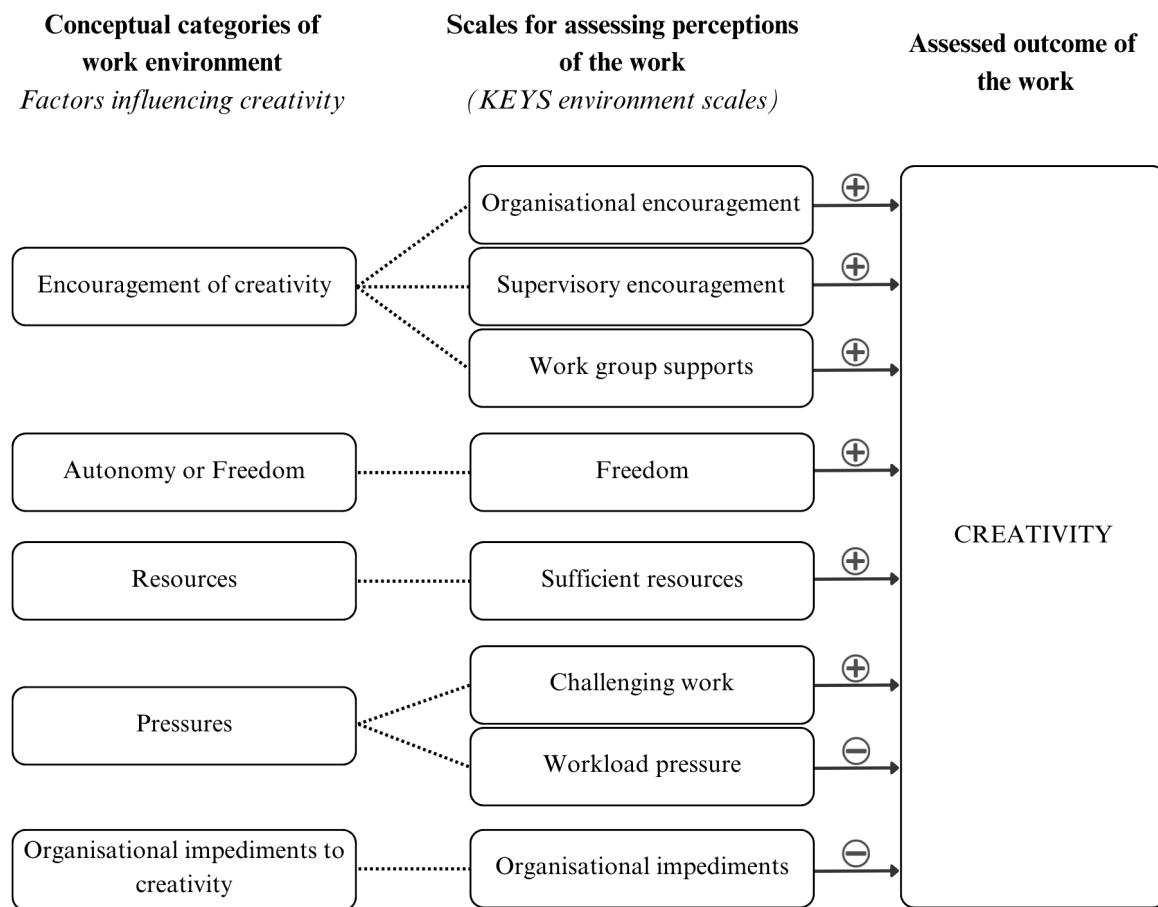 Conceptual categories of
work environment
Factors influencing creativity
Scales for assessing perceptions
of the work
(KEYS environment scales)
Assessed outcome of
the work
Encouragement of creativity
Organisational encouragement
Supervisory encouragement
Work group supports
Autonomy or Freedom
Freedom
Resources
Sufficient resources
Pressures
Challenging work
Workload pressure
Organisational impediments to
creativity
Organisational impediments
CREATIVITY